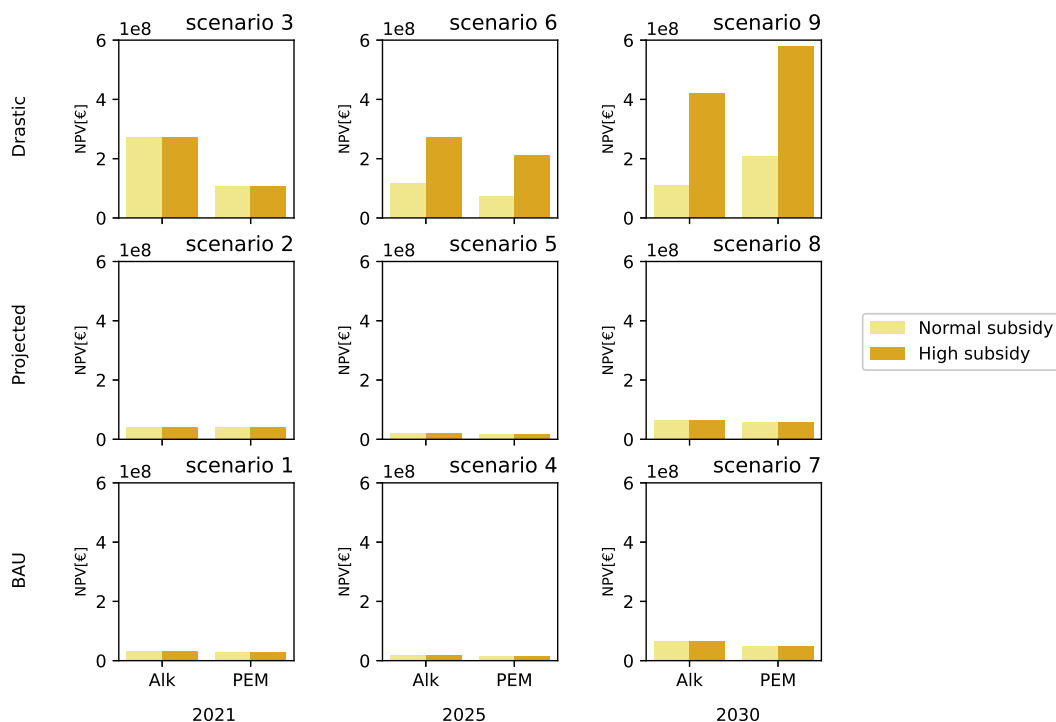 scenario 3
scenario 6
scenario 9
1e8
1e8
1e8
Drastic
NPV[€]
6
4
2
0
NPV[€]
6
4
2
0
NPV[€]
6
4
2
0
scenario 2
scenario 5
scenario 8
1e8
1e8
1e8
Projected
NPV[€]
6
4
2
0
NPV[€]
6
4
2
0
NPV[€]
6
4
2
0
Normal subsidy
High subsidy
scenario 1
scenario 4
scenario 7
1e8
1e8
1e8
BAU
NPV[€]
6
4
2
0
NPV[€]
6
4
2
0
NPV[€]
6
4
2
0
Alk PEM
Alk PEM
Alk PEM
2021
2025
2030